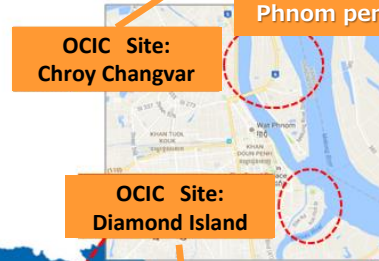 Phnom pen
OCIC Site:
Chroy Changvar
Wat Phnom
KHAN TUOL
KOUK
KHAN
DOUN PENH
OCIC Site:
Diamond Island